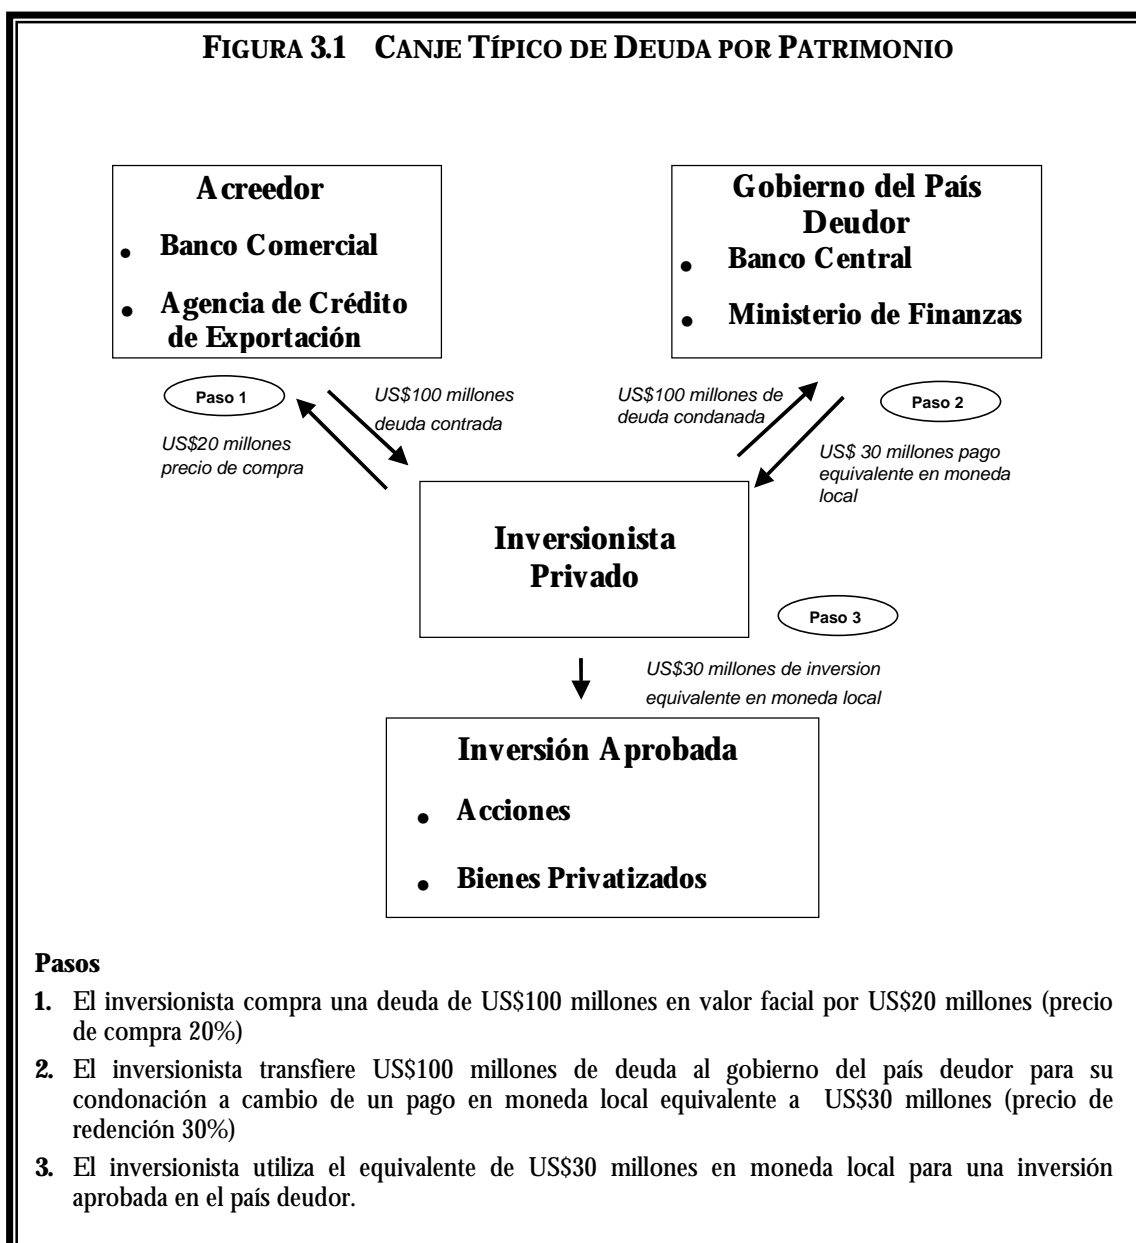 FIGURA 3.1 CANJE TÍPICO DE DEUDA POR PATRIMONIO
Acreedor
• Banco Comercial
• Agencia de Crédito
de Exportación
Gobierno del País
Deudor
• Banco Central
• Ministerio de Finanzas
Paso 1
US$20 millones
precio de compra
US$100 millones
deuda contrada
US$100 millones de
deuda condanada
Paso 2
US$ 30 millones pago
equivalente en moneda
local
Inversionista
Privado
Paso 3
US$30 millones de inversion
equivalente en moneda local
Inversión Aprobada
• Acciones
• Bienes Privatizados
Pasos
1. El inversionista compra una deuda de US$100 millones en valor facial por US$20 millones (precio
de compra 20%)
2. El inversionista transfiere US$100 millones de deuda al gobierno del país deudor para su
condonación a cambio de un pago en moneda local equivalente a US$30 millones (precio de
redención 30%)
3. El inversionista utiliza el equivalente de US$30 millones en moneda local para una inversión
aprobada en el país deudor.